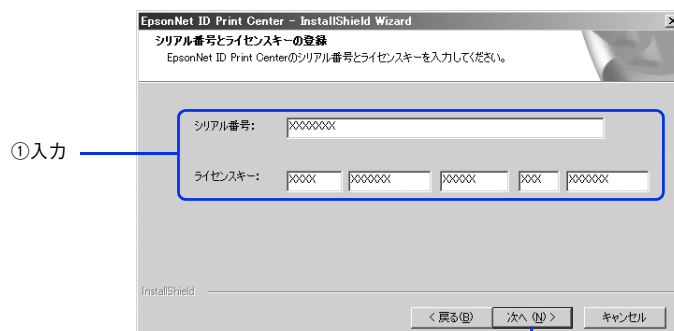 EpsonNet ID Print Center - InstallShield Wizard
シリアル番号とライセンスキーの登録
EpsonNet ID Print Centerのシリアル番号とライセンスキーを入力してください。
シリアル番号: XXXXXXX
①入力
ライセンスキー: XXXX XXXXXX XXXXX XXX XXXXXX
InstallShield
< 戻る(B) 次へ(N) > キャンセル